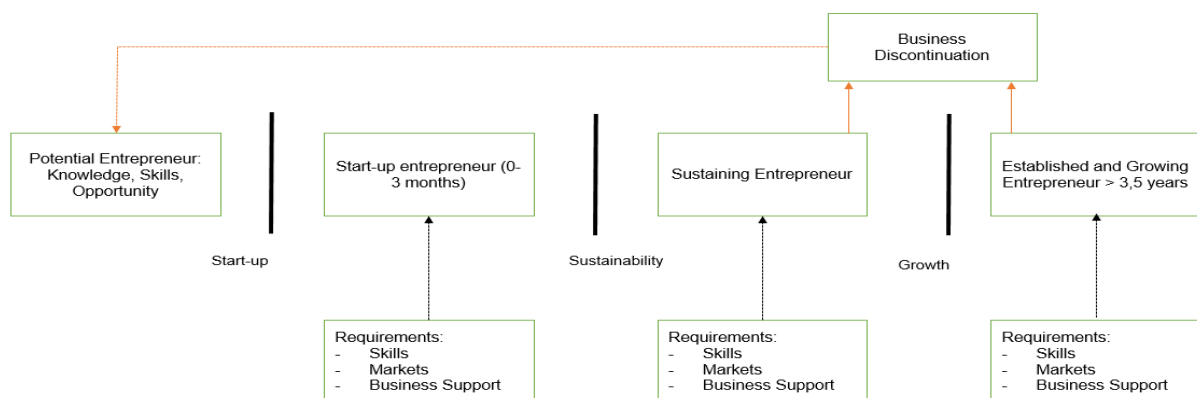 Business
Discontinuation
Potential Entrepreneur:
Knowledge, Skills,
Opportunity
Start-up entrepreneur (0-
3 months)
Sustaining Entrepreneur
Established and Growing
Entrepreneur > 3,5 years
Start-up
Sustainability
Growth
Requirements:
- Skills
- Markets
- Business Support
Requirements:
- Skills
- Markets
- Business Support
Requirements:
- Skills
- Markets
- Business Support